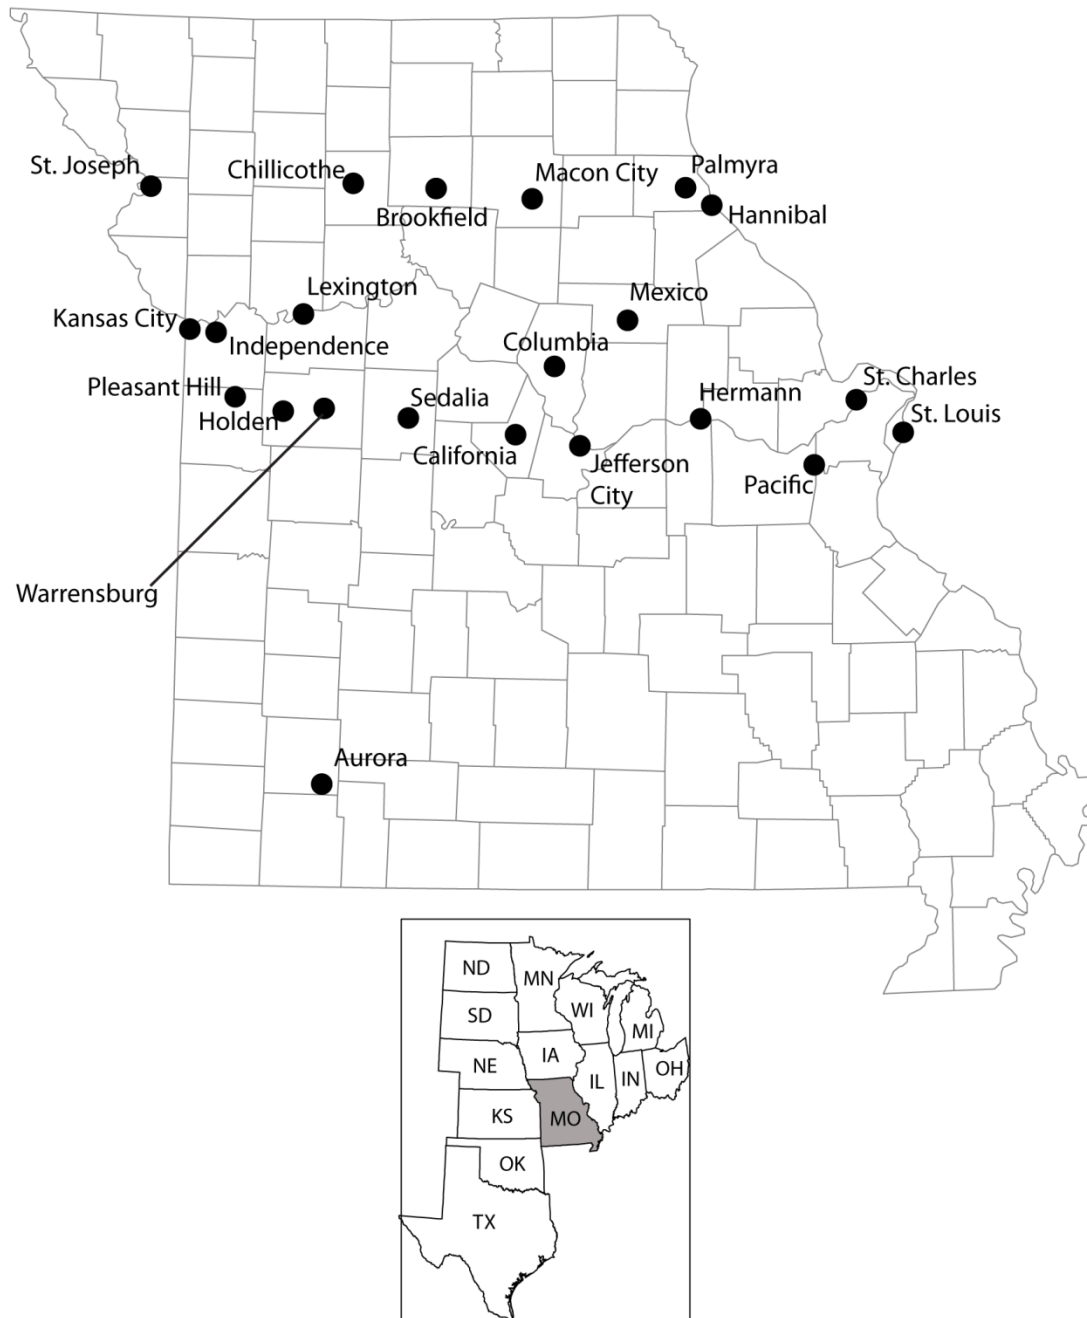 St. Joseph
Chillicothe
Brookfield
Macon City
Palmyra
Hannibal
Lexington
Kansas City
Independence
Mexico
Columbia
Pleasant Hill
Holden
Sedalia
California
Hermann
St. Charles
St. Louis
Jefferson
City
Pacific
Warrensburg
Aurora
ND
MN
SD
WI
MI
NE
IA
IL
IN
OH
KS
MO
OK
TX